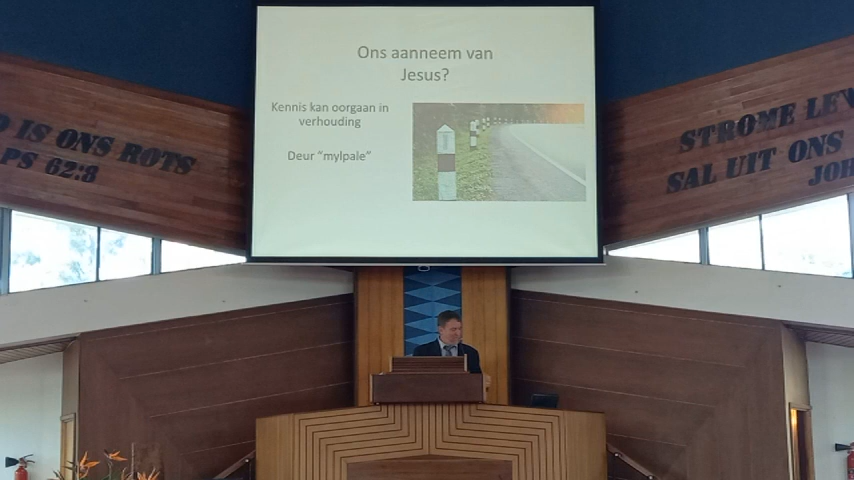 Ons aanneem van
Jesus?
Kennis kan oorgaan in
verhouding
Deur “mylpale”
IS ONS ROTS
PS 62:8
STROME
SAL UIT ONS